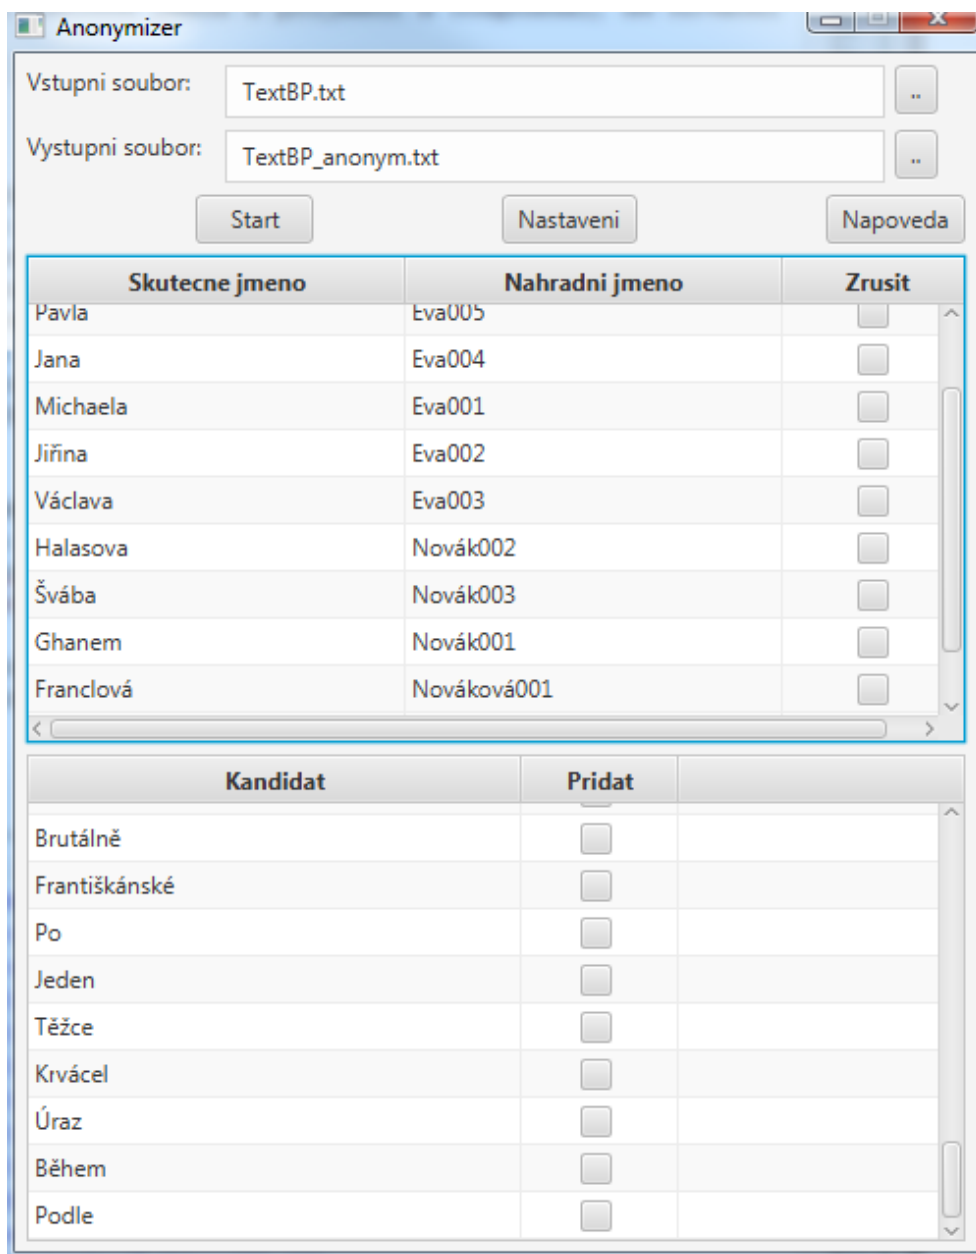 Anonymizer
Vstupni soubor: TextBP.txt ..
Vystupni soubor: TextBP_anonym.txt ..
Start Nastaveni Napoveda
Skutecne jmeno Nahradni jmeno Zrusit
Pavla Eva005
Jana Eva004
Michaela Eva001
Jiřina Eva002
Václava Eva003
Halasova Novák002
Švába Novák003
Ghanem Novák001
Franclová Nováková001
Kandidat Pridat
Brutálně
Františkánské
Po
Jeden
Těžce
Krvácel
Úraz
Během
Podle